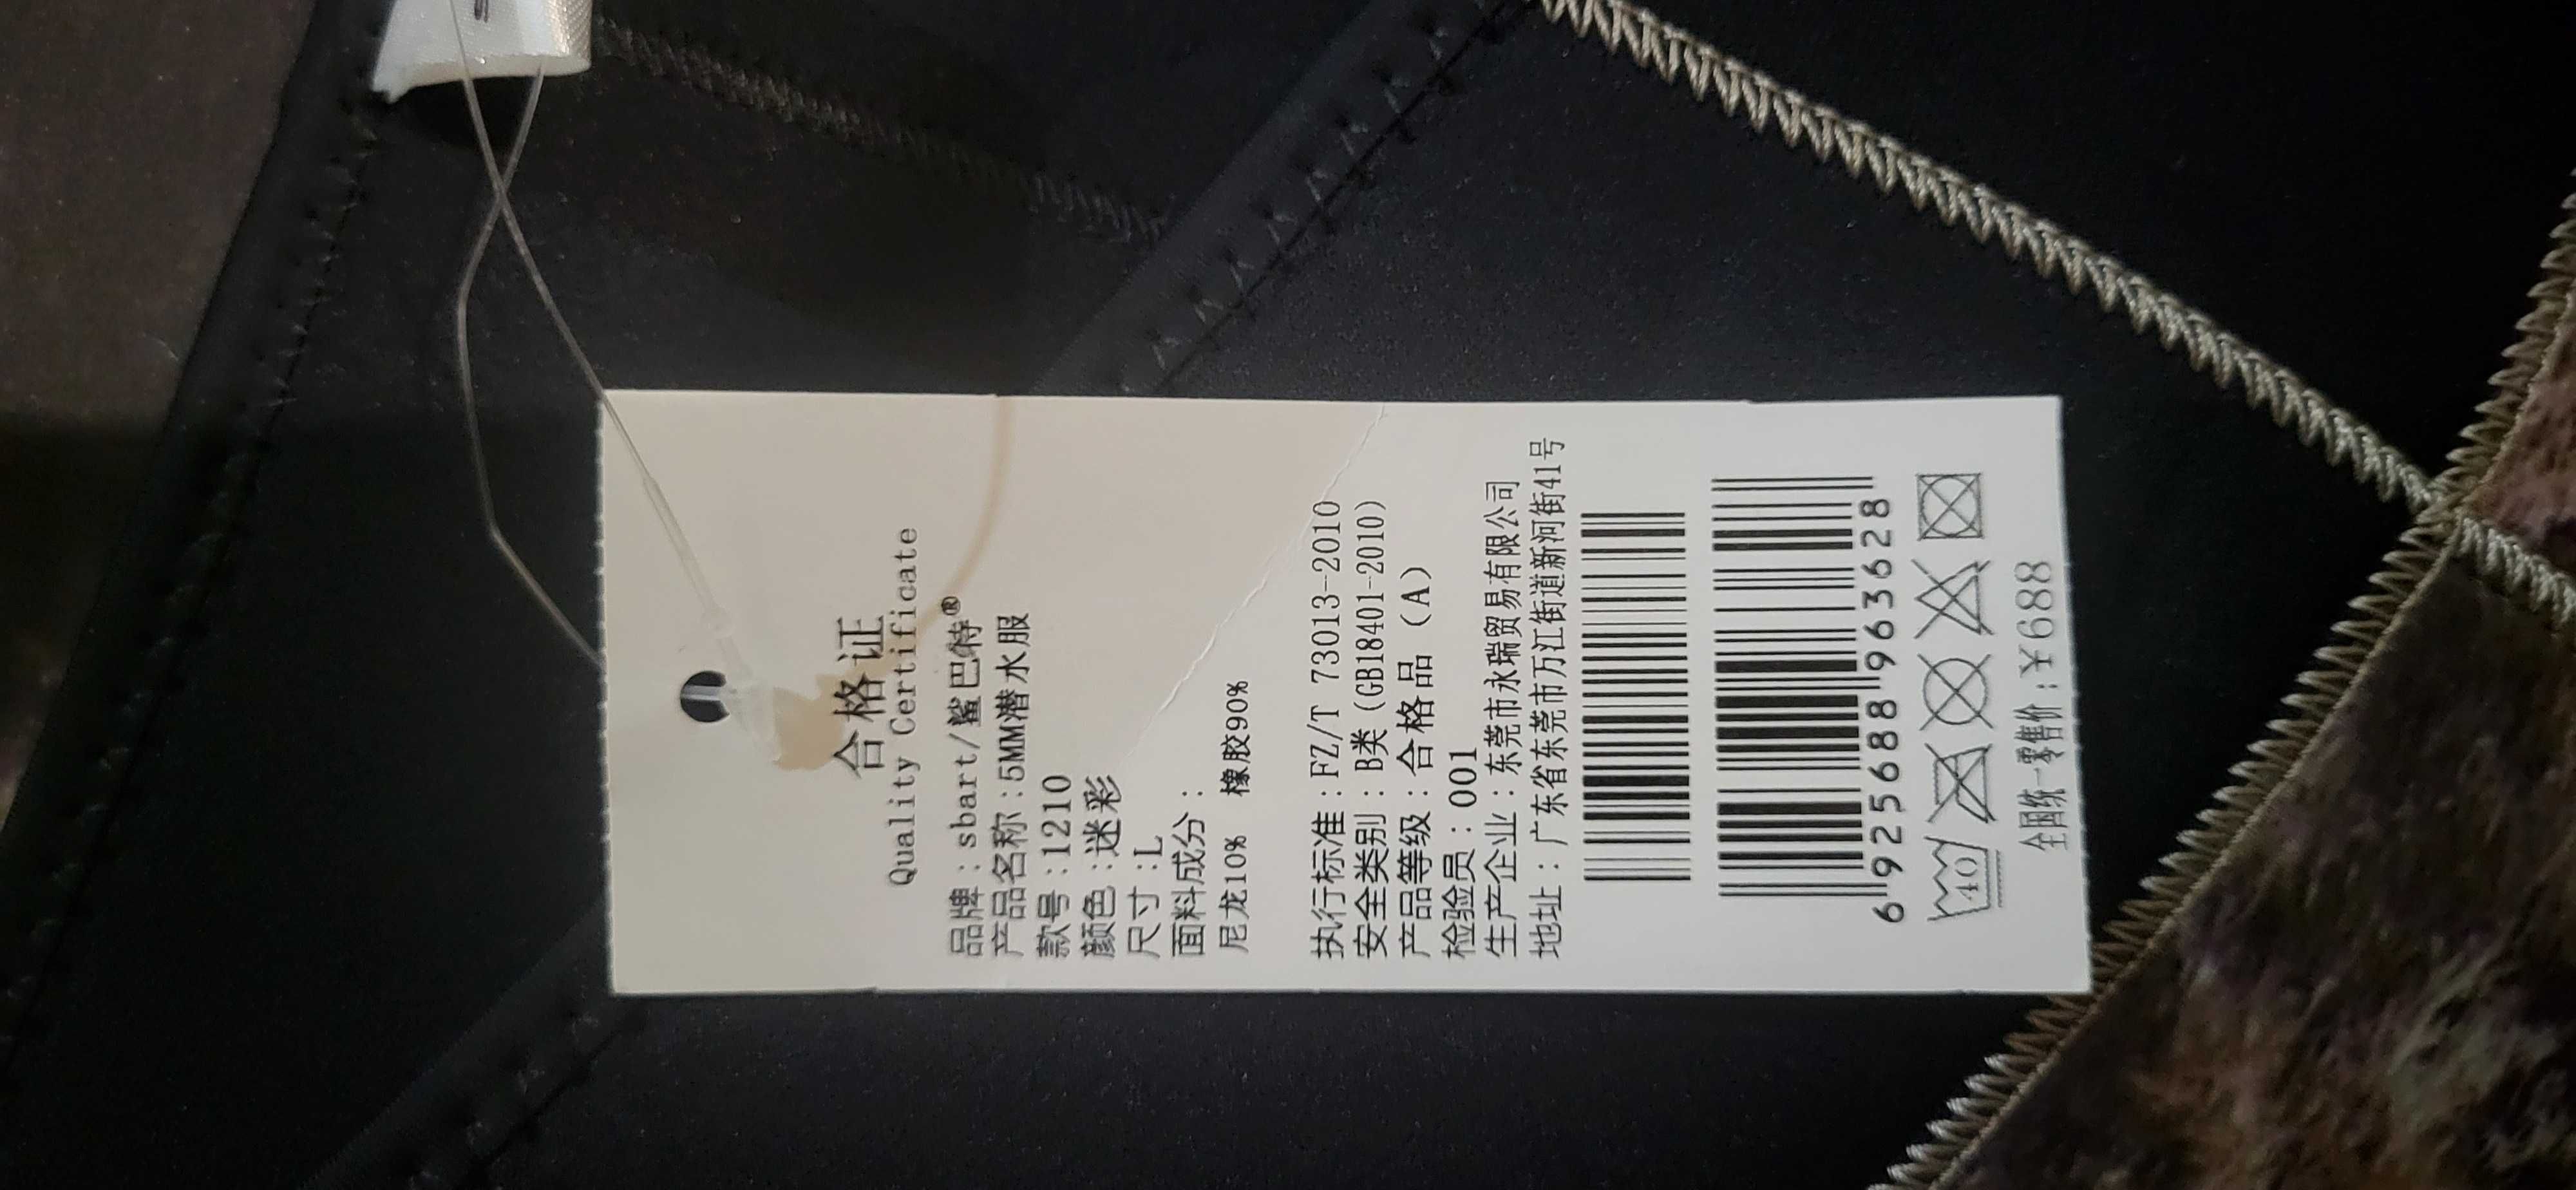 合格证
Quality Certificate
品牌：sbart/鲨巴特®
产品名称：5MM潜水服
款号：1210
颜色：迷彩
尺寸：L
面料成分：
尼龙10% 橡胶90%
执行标准：FZ/T 73013-2010
安全类别：B类（GB18401-2010）
产品等级：合格品（A）
检验员：001
生产企业：东莞市永瑞贸易有限公司
地址：广东省东莞市万江街道新河街41号
6925688963628
40
全国统一零售价：¥688